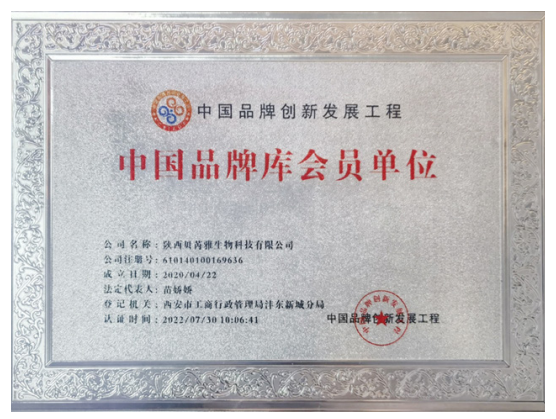 中国品牌创新发展工程
中国品牌库会员单位
公司名称：陕西贝芮雅生物科技有限公司
公司注册号：610140100169636
成立日期：2020/04/22
法定代表人：苗娇娇
登记机关：西安市工商行政管理局沣东新城分局
认证时间：2022/07/30 10:06:41
中国品牌创新发展工程